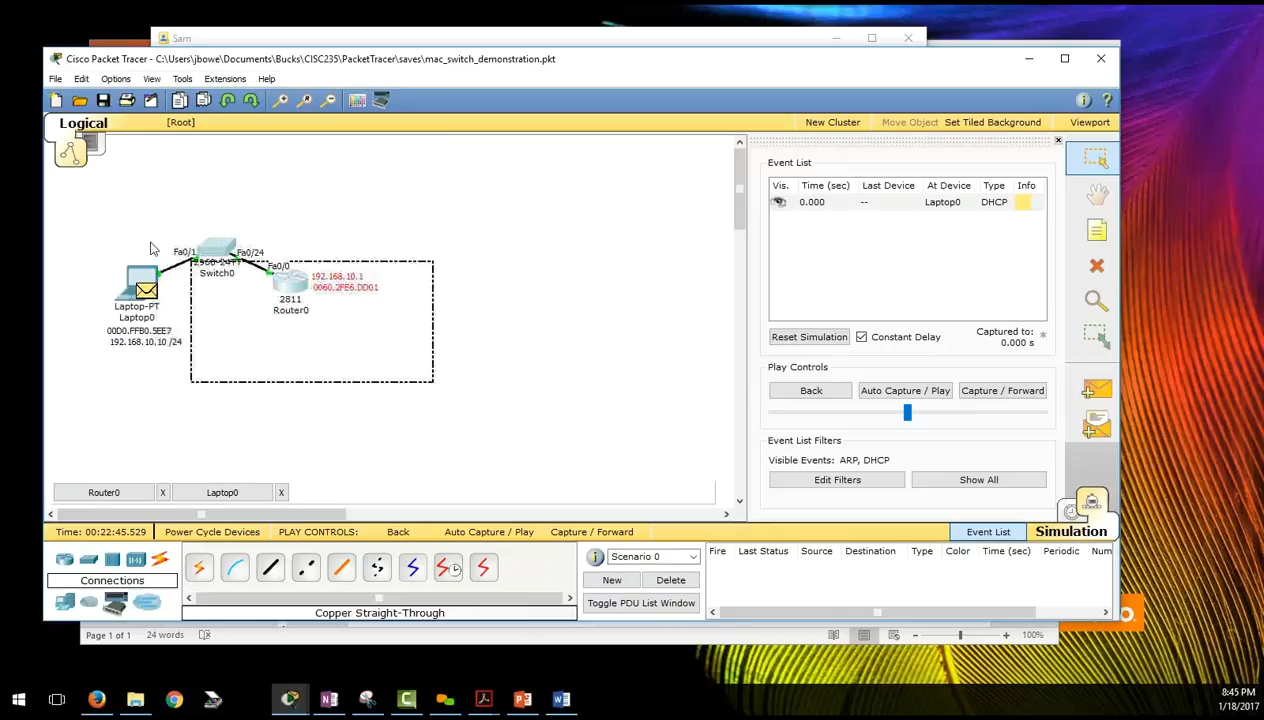 Sam
Cisco Packet Tracer - C:\Users\jbowe\Documents\Bucks\CISC235\PacketTracer\saves\mac_switch_demonstration.pkt
File Edit Options View Tools Extensions Help
Logical [Root] New Cluster Move Object Set Tiled Background Viewport
Event List
Vis. Time (sec) Last Device At Device Type Info
0.000 -- Laptop0 DHCP
Fa0/1 Fa0/24
Switch0
Fa0/0
192.168.10.1
0060.2FE6.DD01
2811
Router0
Laptop-PT
Laptop0
00D0.FFB0.5EE7
192.168.10.10 /24
Reset Simulation Constant Delay Captured to:
0.000 s
*
Play Controls
Back Auto Capture / Play Capture / Forward
Event List Filters
Visible Events: ARP, DHCP
Edit Filters Show All
Router0 X Laptop0 X
Time: 00:22:45.529 Power Cycle Devices PLAY CONTROLS: Back Auto Capture / Play Capture / Forward Event List Simulation
Connections
Copper Straight-Through
Scenario 0
New Delete
Toggle PDU List Window
Fire Last Status Source Destination Type Color Time (sec) Periodic Num
Page 1 of 1 24 words 100%
8:45 PM
1/18/2017